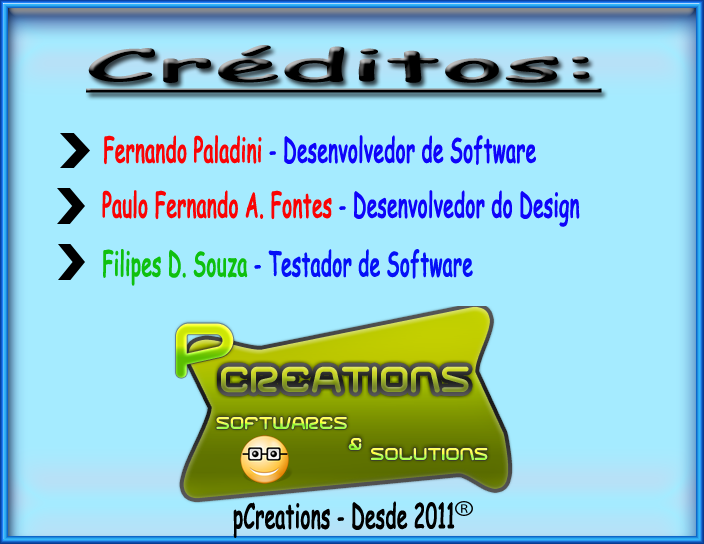 Créditos:
Fernando Paladini - Desenvolvedor de Software
Paulo Fernando A. Fontes - Desenvolvedor do Design
Filipes D. Souza - Testador de Software
PCREATIONS
SOFTWARES
& SOLUTIONS
pCreations - Desde 2011®